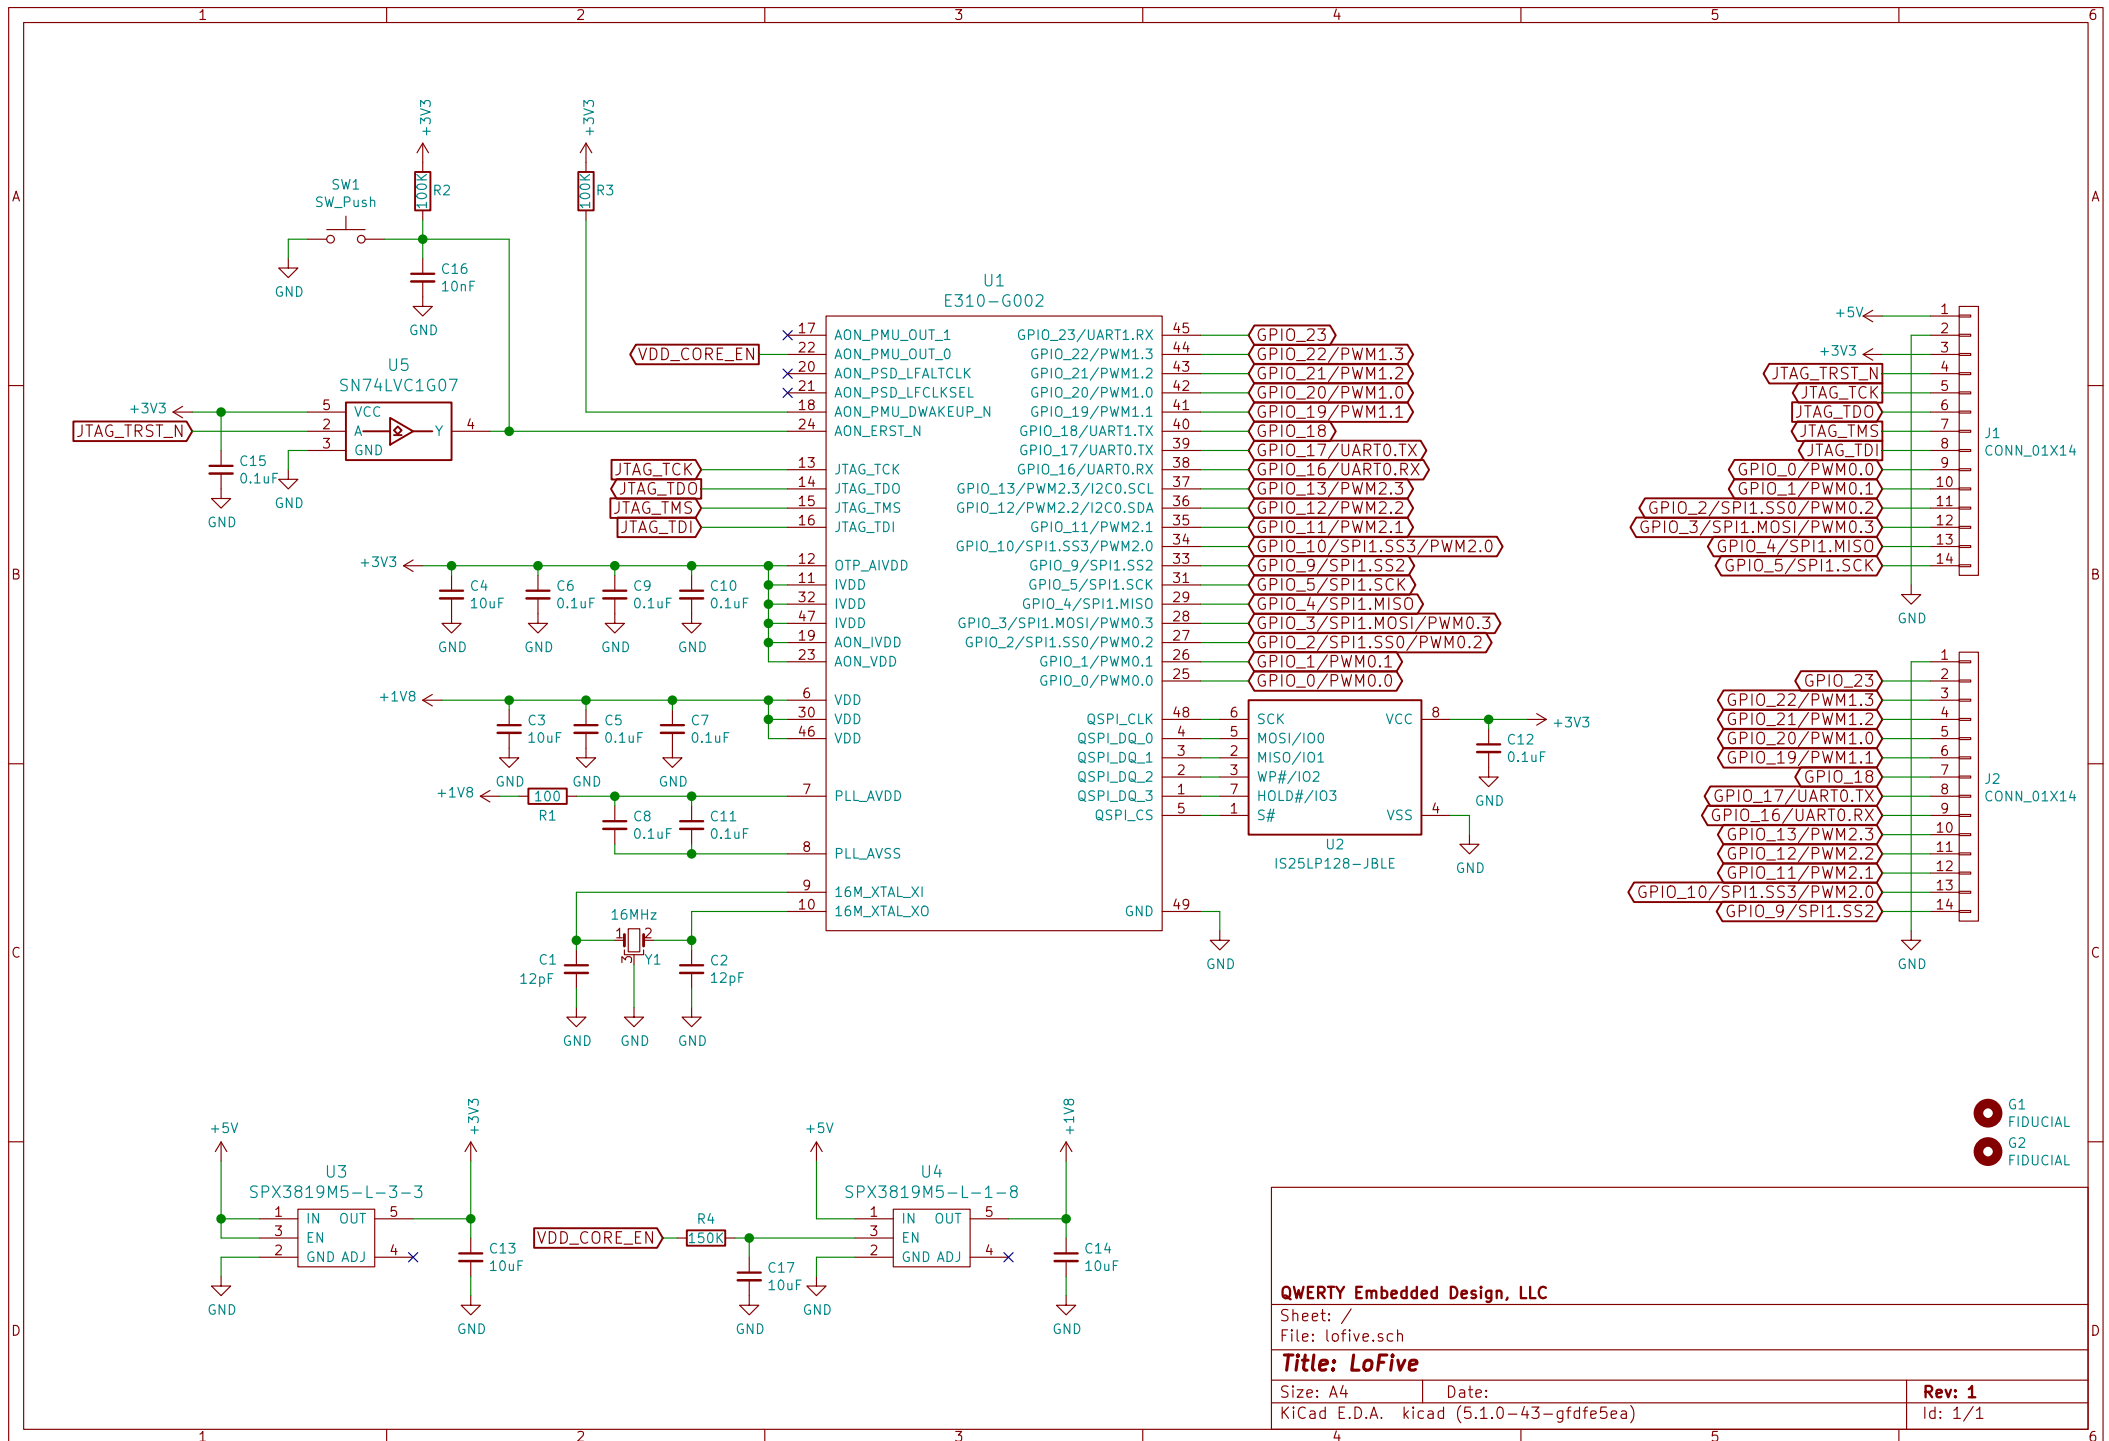 1 2 3 4 5 6
A
B
C
D
A
B
C
D
1 2 3 4 5 6
+3V3
100K
R2
SW1
SW_Push
GND
C16
10nF
GND
+3V3
100K
R3
U5
SN74LVC1G07
+3V3
JTAG_TRST_N
5 VCC
2 A
3 GND
Y 4
C15
0.1uF
GND
GND
VDD_CORE_EN
JTAG_TCK
JTAG_TDO
JTAG_TMS
JTAG_TDI
U1
E310-G002
17 AON_PMU_OUT_1
22 AON_PMU_OUT_0
20 AON_PSD_LFALTCLK
21 AON_PSD_LFCLKSEL
18 AON_PMU_DWAKEUP_N
24 AON_ERST_N
13 JTAG_TCK
14 JTAG_TDO
15 JTAG_TMS
16 JTAG_TDI
12 OTP_AIVDD
11 IVDD
32 IVDD
47 IVDD
19 AON_IVDD
23 AON_VDD
6 VDD
30 VDD
46 VDD
7 PLL_AVDD
8 PLL_AVSS
9 16M_XTAL_XI
10 16M_XTAL_XO
GPIO_23/UART1.RX 45 GPIO_23
GPIO_22/PWM1.3 44 GPIO_22/PWM1.3
GPIO_21/PWM1.2 43 GPIO_21/PWM1.2
GPIO_20/PWM1.0 42 GPIO_20/PWM1.0
GPIO_19/PWM1.1 41 GPIO_19/PWM1.1
GPIO_18/UART1.TX 40 GPIO_18
GPIO_17/UART0.TX 39 GPIO_17/UART0.TX
GPIO_16/UART0.RX 38 GPIO_16/UART0.RX
GPIO_13/PWM2.3/I2C0.SCL 37 GPIO_13/PWM2.3
GPIO_12/PWM2.2/I2C0.SDA 36 GPIO_12/PWM2.2
GPIO_11/PWM2.1 35 GPIO_11/PWM2.1
GPIO_10/SPI1.SS3/PWM2.0 34 GPIO_10/SPI1.SS3/PWM2.0
GPIO_9/SPI1.SS2 33 GPIO_9/SPI1.SS2
GPIO_5/SPI1.SCK 31 GPIO_5/SPI1.SCK
GPIO_4/SPI1.MISO 29 GPIO_4/SPI1.MISO
GPIO_3/SPI1.MOSI/PWM0.3 28 GPIO_3/SPI1.MOSI/PWM0.3
GPIO_2/SPI1.SS0/PWM0.2 27 GPIO_2/SPI1.SS0/PWM0.2
GPIO_1/PWM0.1 26 GPIO_1/PWM0.1
GPIO_0/PWM0.0 25 GPIO_0/PWM0.0
QSPI_CLK 48
QSPI_DQ_0 4
QSPI_DQ_1 3
QSPI_DQ_2 2
QSPI_DQ_3 1
QSPI_CS 5
GND 49
GND
6 SCK
5 MOSI/IO0
2 MISO/IO1
3 WP#/IO2
7 HOLD#/IO3
1 S#
VCC 8
VSS 4
+3V3
C12
0.1uF
GND
GND
U2
IS25LP128-JBLE
+3V3
C4
10uF
GND
C6
0.1uF
GND
C9
0.1uF
GND
C10
0.1uF
GND
+1V8
C3
10uF
GND
C5
0.1uF
GND
C7
0.1uF
GND
+1V8
100
R1
C8
0.1uF
C11
0.1uF
16MHz
1 2
3
Y1
C1
12pF
C2
12pF
GND GND GND
+5V 1
2
+3V3 3
JTAG_TRST_N 4
JTAG_TCK 5
JTAG_TDO 6
JTAG_TMS 7
JTAG_TDI 8
GPIO_0/PWM0.0 9
GPIO_1/PWM0.1 10
GPIO_2/SPI1.SS0/PWM0.2 11
GPIO_3/SPI1.MOSI/PWM0.3 12
GPIO_4/SPI1.MISO 13
GPIO_5/SPI1.SCK 14
J1
CONN_01X14
GND
1
GPIO_23 2
GPIO_22/PWM1.3 3
GPIO_21/PWM1.2 4
GPIO_20/PWM1.0 5
GPIO_19/PWM1.1 6
GPIO_18 7
GPIO_17/UART0.TX 8
GPIO_16/UART0.RX 9
GPIO_13/PWM2.3 10
GPIO_12/PWM2.2 11
GPIO_11/PWM2.1 12
GPIO_10/SPI1.SS3/PWM2.0 13
GPIO_9/SPI1.SS2 14
J2
CONN_01X14
GND
+5V
U3
SPX3819M5-L-3-3
1 IN OUT 5
3 EN
2 GND ADJ 4
GND
+3V3
C13
10uF
GND
VDD_CORE_EN
R4
150K
C17
10uF
GND
+5V
U4
SPX3819M5-L-1-8
1 IN OUT 5
3 EN
2 GND ADJ 4
GND
+1V8
C14
10uF
GND
G1
FIDUCIAL
G2
FIDUCIAL
QWERTY Embedded Design, LLC
Sheet: /
File: lofive.sch
Title: LoFive
Size: A4 Date: Rev: 1
KiCad E.D.A. kicad (5.1.0-43-gfdfe5ea) Id: 1/1